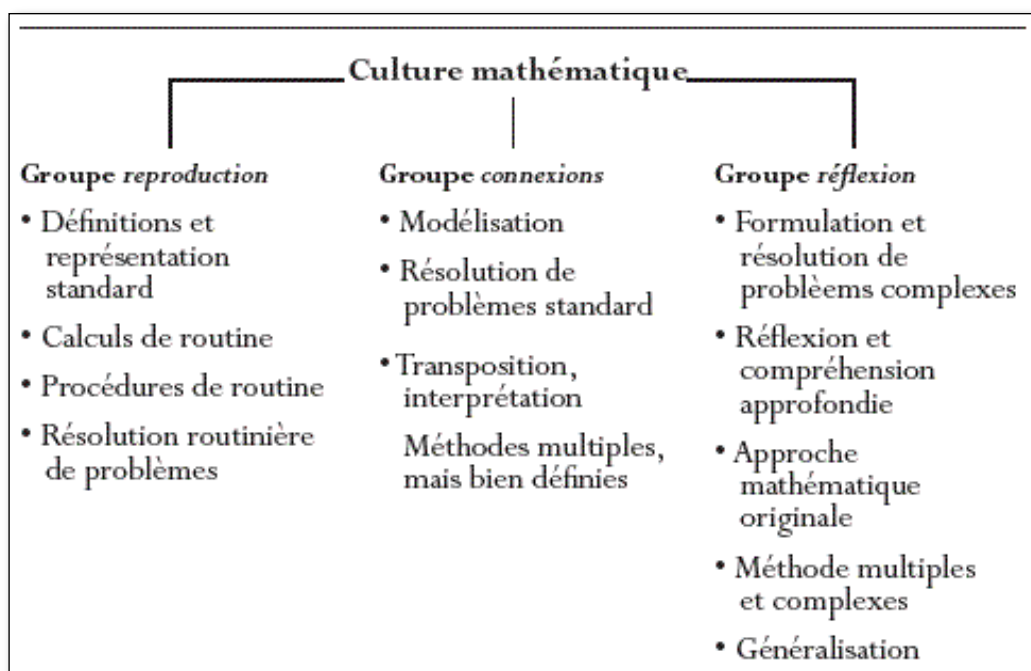 Culture mathématique
Groupe reproduction
• Définitions et
représentation
standard
• Calculs de routine
• Procédures de routine
• Résolution routinière
de problèmes
Groupe connexions
• Modélisation
• Résolution de
problèmes standard
• Transposition,
interprétation
Méthodes multiples,
mais bien définies
Groupe réflexion
• Formulation et
résolution de
problèems complexes
• Réflexion et
compréhension
approfondie
• Approche
mathématique
originale
• Méthode multiples
et complexes
• Généralisation